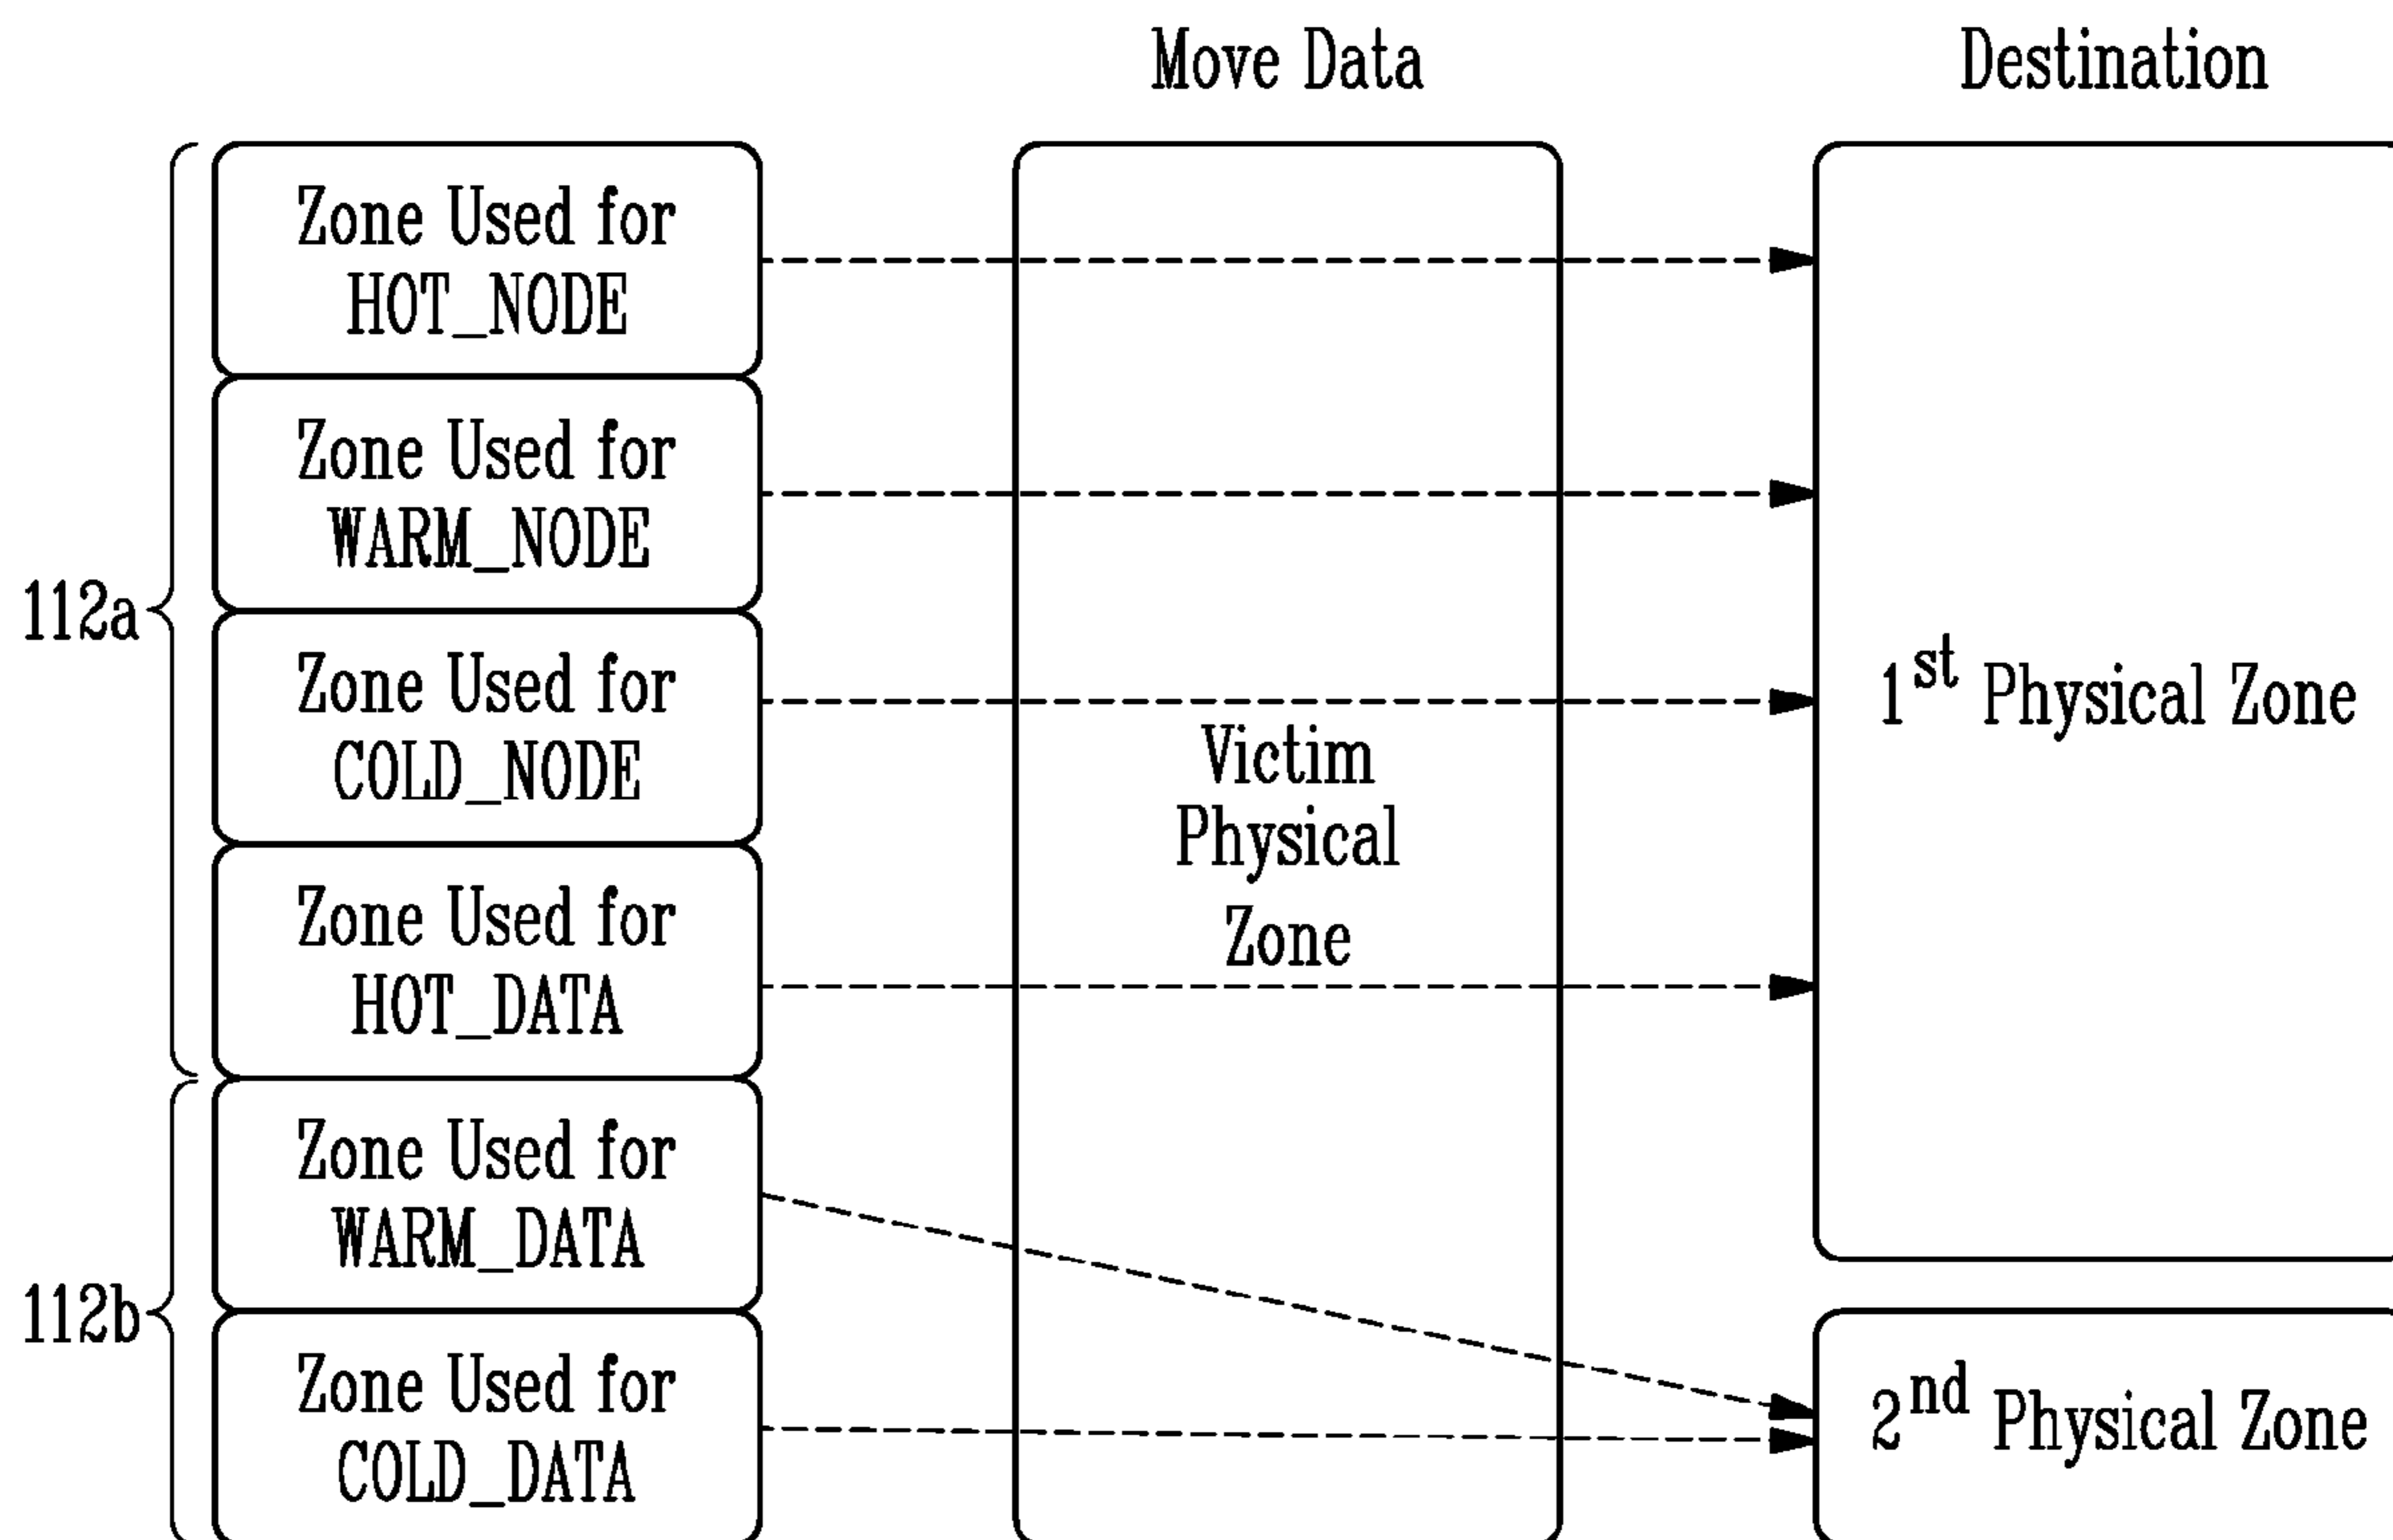 Move Data
Destination
Zone Used for
HOT_NODE
Zone Used for
WARM_NODE
112a
Zone Used for
COLD_NODE
Zone Used for
HOT_DATA
112b
Zone Used for
WARM_DATA
Zone Used for
COLD_DATA
Victim
Physical
Zone
1st Physical Zone
2nd Physical Zone